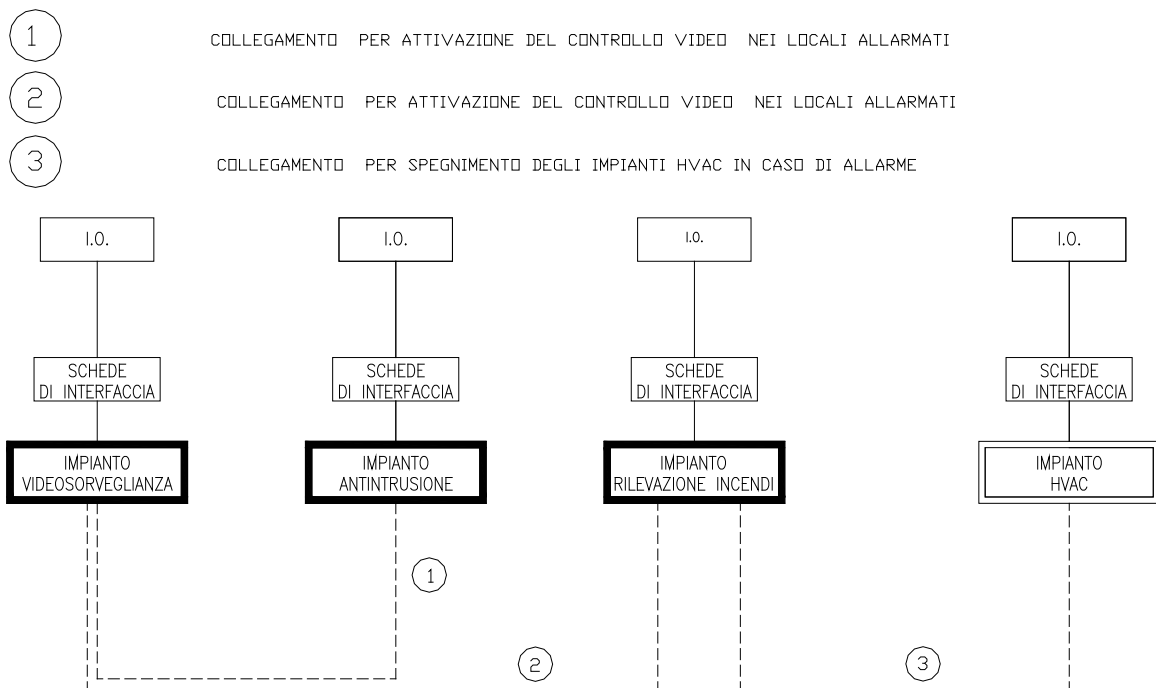 1 COLLEGAMENTO PER ATTIVAZIONE DEL CONTROLLO VIDEO NEI LOCALI ALLARMATI
2 COLLEGAMENTO PER ATTIVAZIONE DEL CONTROLLO VIDEO NEI LOCALI ALLARMATI
3 COLLEGAMENTO PER SPEGNIMENTO DEGLI IMPIANTI HVAC IN CASO DI ALLARME
I.O.
I.O.
I.O.
I.O.
SCHEDE
DI INTERFACCIA
SCHEDE
DI INTERFACCIA
SCHEDE
DI INTERFACCIA
SCHEDE
DI INTERFACCIA
IMPIANTO
VIDEOSORVEGLIANZA
IMPIANTO
ANTINTRUSIONE
IMPIANTO
RILEVAZIONE INCENDI
IMPIANTO
HVAC
1
2
3